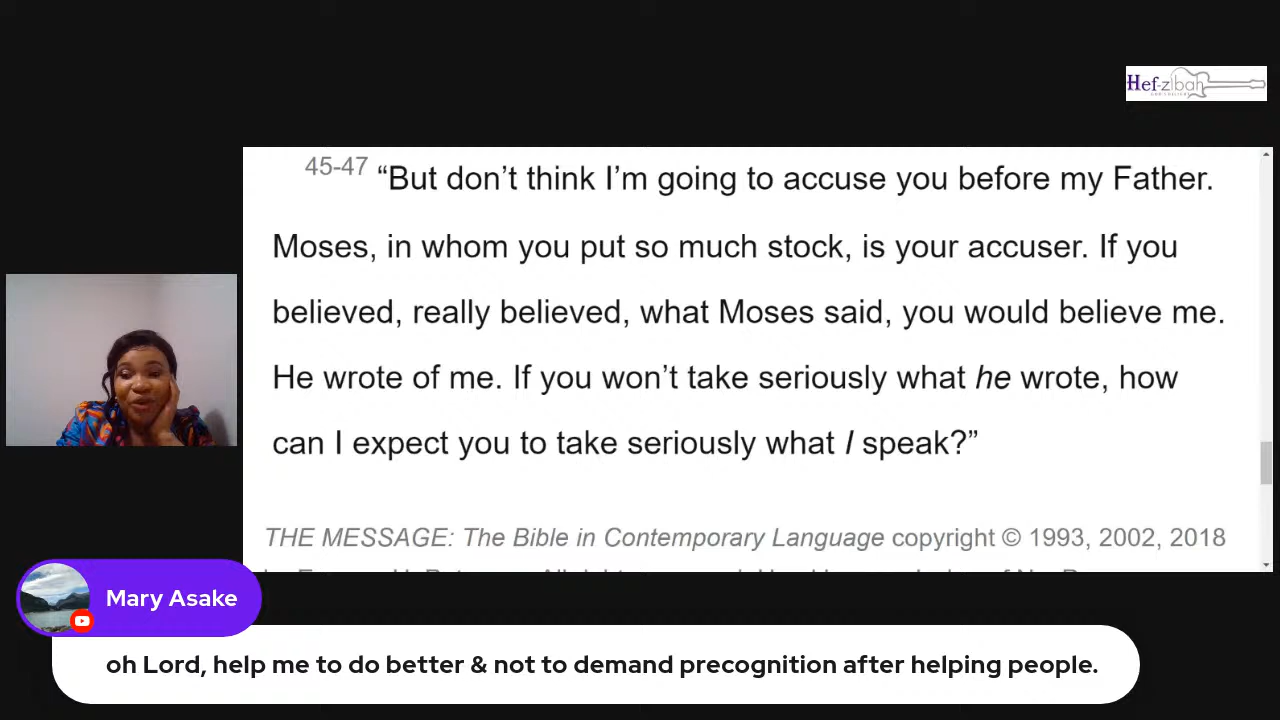 Hef-zibah
45-47 “But don’t think I’m going to accuse you before my Father.
Moses, in whom you put so much stock, is your accuser. If you
believed, really believed, what Moses said, you would believe me.
He wrote of me. If you won’t take seriously what he wrote, how
can I expect you to take seriously what I speak?”
THE MESSAGE: The Bible in Contemporary Language copyright © 1993, 2002, 2018
Mary Asake
oh Lord, help me to do better & not to demand precognition after helping people.